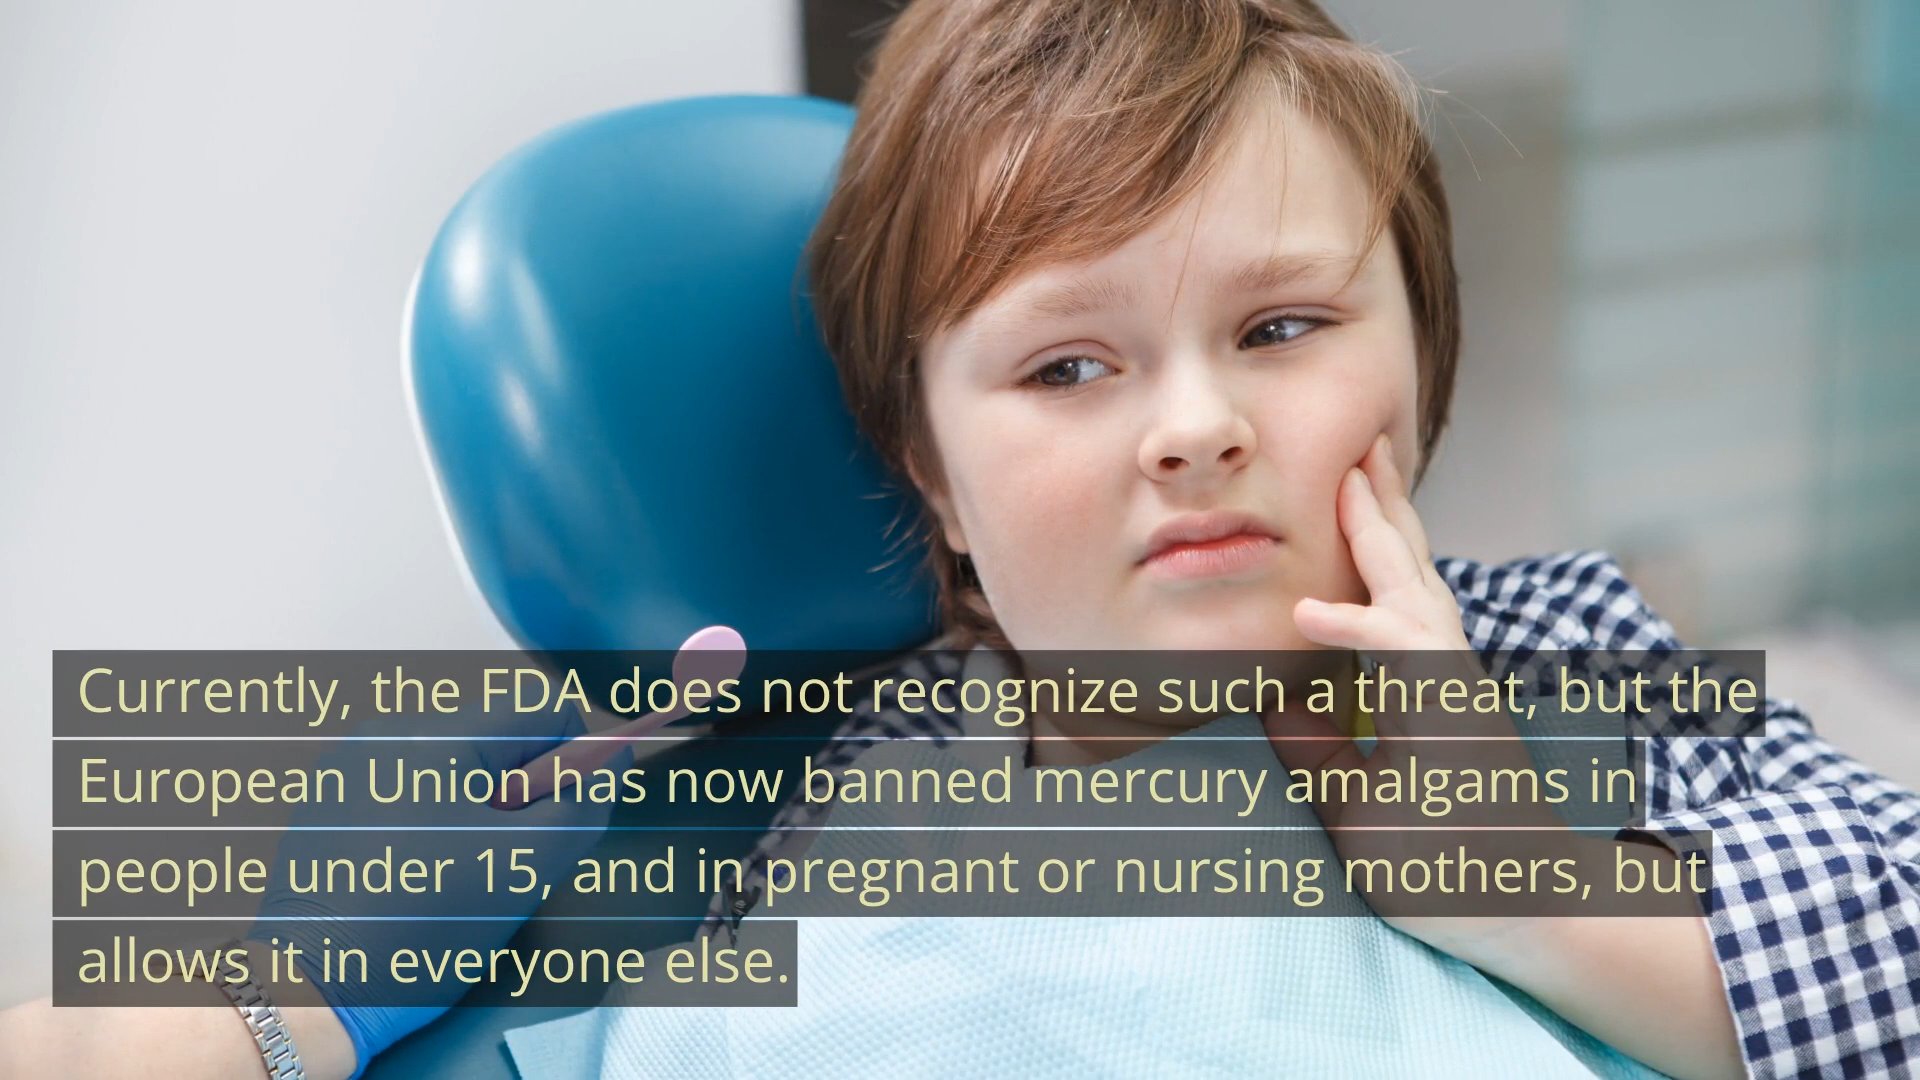 Currently, the FDA does not recognize such a threat, but the
European Union has now banned mercury amalgams in
people under 15, and in pregnant or nursing mothers, but
allows it in everyone else.